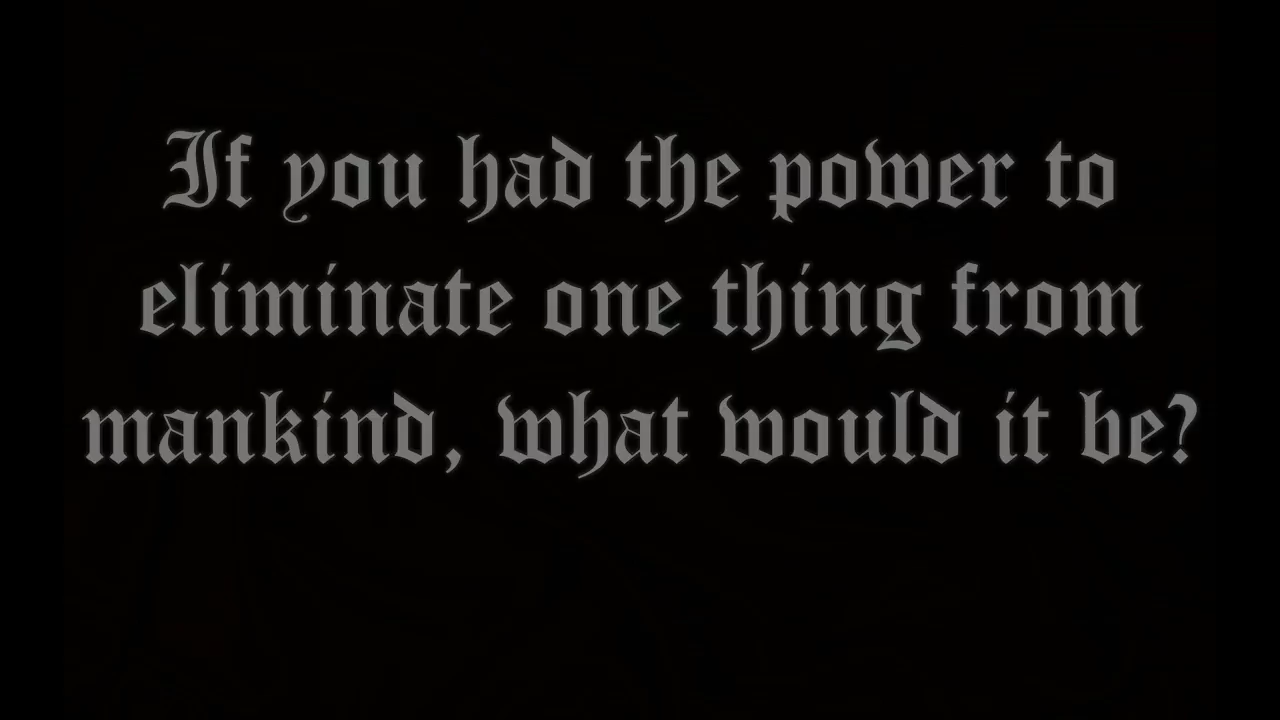 If you had the power to
eliminate one thing from
mankind, what would it be?